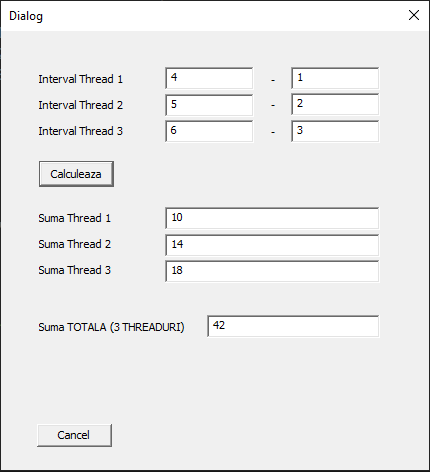 Dialog
Interval Thread 1 4 - 1
Interval Thread 2 5 - 2
Interval Thread 3 6 - 3
Calculeaza
Suma Thread 1 10
Suma Thread 2 14
Suma Thread 3 18
Suma TOTALA (3 THREADURI) 42
Cancel